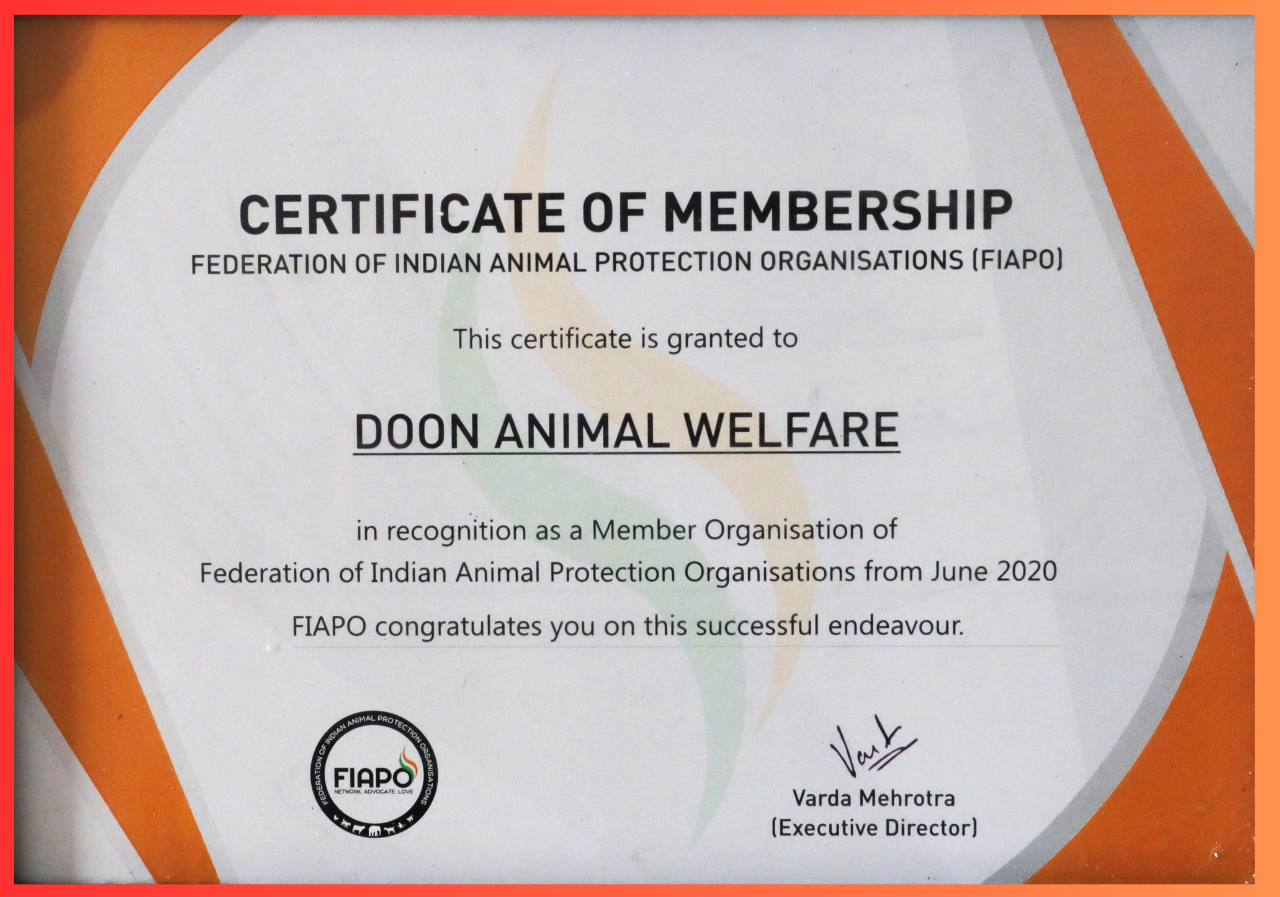 CERTIFICATE OF MEMBERSHIP
FEDERATION OF INDIAN ANIMAL PROTECTION ORGANISATIONS (FIAPO)
This certificate is granted to
DOON ANIMAL WELFARE
in recognition as a Member Organisation of
Federation of Indian Animal Protection Organisations from June 2020
FIAPO congratulates you on this successful endeavour.
FEDERATION OF INDIAN ANIMAL PROTECTION ORGANISATIONS
FIAPO
NETWORK. ADVOCATE. LOVE
Varda Mehrotra
(Executive Director)